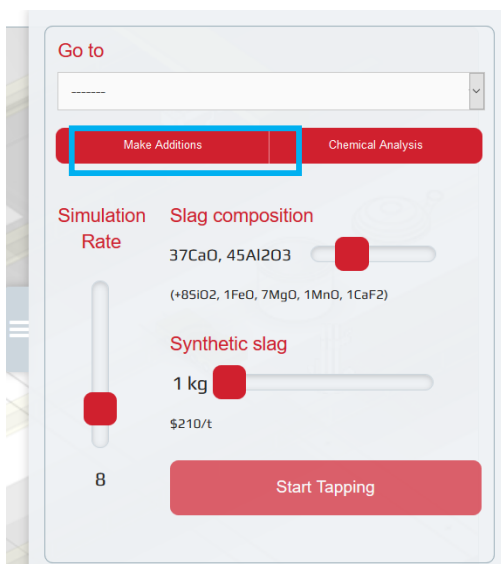 Go to
-------
Make Additions
Chemical Analysis
Simulation
Rate
8
Slag composition
37CaO, 45Al2O3
(+8SiO2, 1FeO, 7MgO, 1MnO, 1CaF2)
Synthetic slag
1 kg
$210/t
Start Tapping